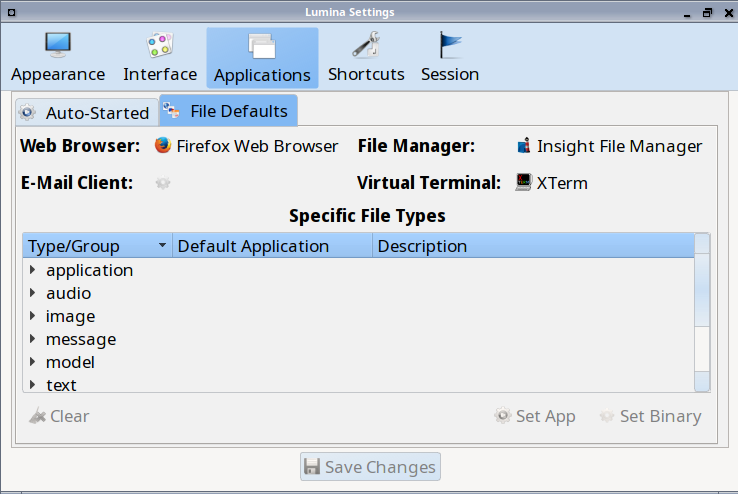 Lumina Settings
Appearance Interface Applications Shortcuts Session
Auto-Started File Defaults
Web Browser: Firefox Web Browser File Manager: Insight File Manager
E-Mail Client: Virtual Terminal: XTerm
Specific File Types
Type/Group Default Application Description
application
audio
image
message
model
text
Clear Set App Set Binary
Save Changes